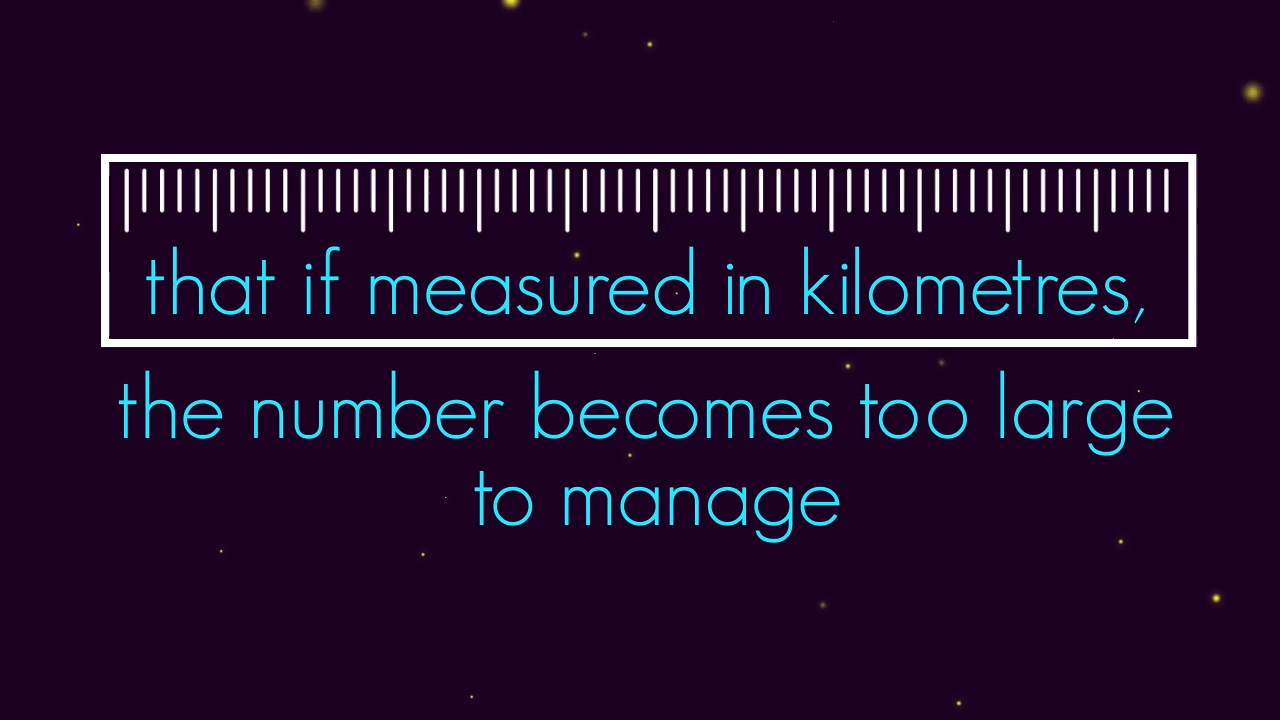 that if measured in kilometres,
the number becomes too large
to manage